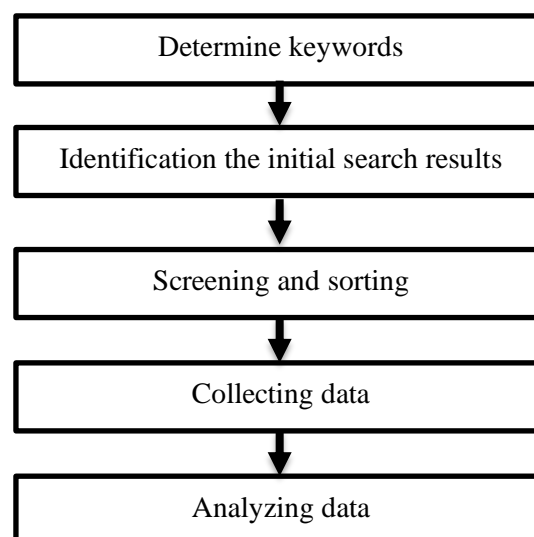 Determine keywords
Identification the initial search results
Screening and sorting
Collecting data
Analyzing data